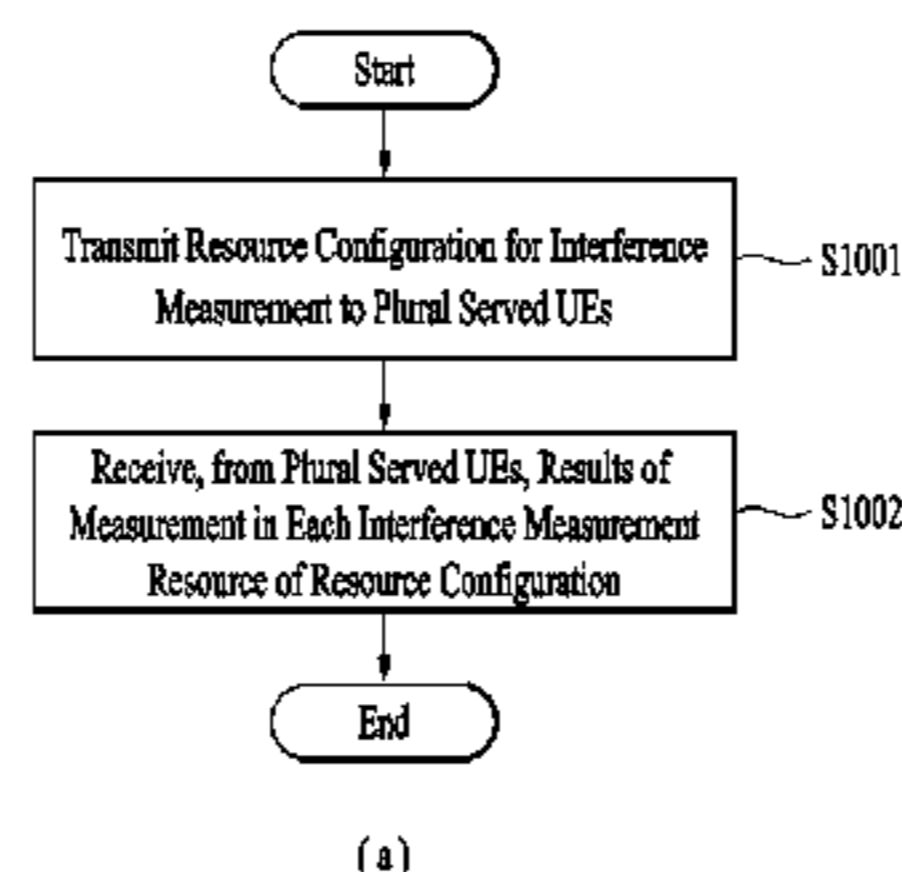 Start
Transmit Resource Configuration for Interference
Measurement to Plural Served UEs
S1001
Receive, from Plural Served UEs, Results of
Measurement in Each Interference Measurement
Resource of Resource Configuration
S1002
End
(a)